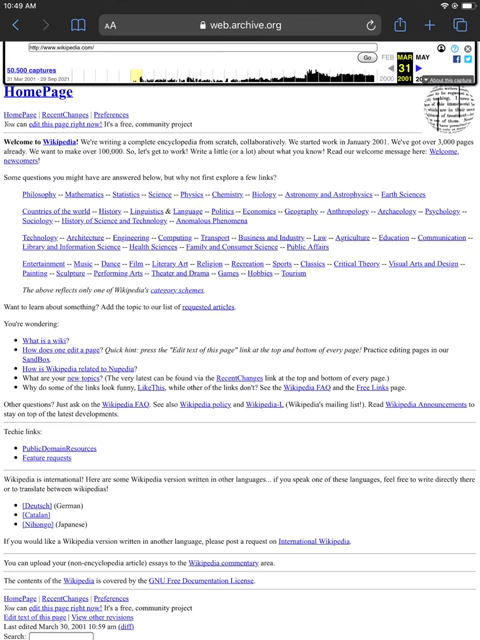 10:49 AM
AA
web.archive.org
http://www.wikipedia.com/
Go
FEB MAR MAY
31
2000 2001
50,500 captures
31 Mar 2001 - 29 Sep 2021
About this capture
HomePage
HomePage | RecentChanges | Preferences
You can edit this page right now! It's a free, community project
Welcome to Wikipedia! We're writing a complete encyclopedia from scratch, collaboratively. We started work in January 2001. We've got over 3,000 pages
already. We want to make over 100,000. So, let's get to work! Write a little (or a lot) about what you know! Read our welcome message here: Welcome,
newcomers!
Some questions you might have are answered below, but why not first explore a few links?
Philosophy -- Mathematics -- Statistics -- Science -- Physics -- Chemistry -- Biology -- Astronomy and Astrophysics -- Earth Sciences
Countries of the world -- History -- Linguistics & Language -- Politics -- Economics -- Geography -- Anthropology -- Archaeology -- Psychology --
Sociology -- History of Science and Technology -- Anomalous Phenomena
Technology -- Architecture -- Engineering -- Computing -- Transport -- Business and Industry -- Law -- Agriculture -- Education -- Communication --
Library and Information Science -- Health Sciences -- Family and Consumer Science -- Public Affairs
Entertainment -- Music -- Dance -- Film -- Literary Art -- Religion -- Recreation -- Sports -- Classics -- Critical Theory -- Visual Arts and Design --
Painting -- Sculpture -- Performing Arts -- Theater and Drama -- Games -- Hobbies -- Tourism
The above reflects only one of Wikipedia's category schemes.
Want to learn about something? Add the topic to our list of requested articles.
You're wondering:
What is a wiki?
How does one edit a page? Quick hint: press the "Edit text of this page" link at the top and bottom of every page! Practice editing pages in our
SandBox.
How is Wikipedia related to Nupedia?
What are your new topics? (The very latest can be found via the RecentChanges link at the top and bottom of every page.)
Why do some of the links look funny, LikeThis, while other of the links don't? See the Wikipedia FAQ and the Free Links page.
Other questions? Just ask on the Wikipedia FAQ. See also Wikipedia policy and Wikipedia-L (Wikipedia's mailing list!). Read Wikipedia Announcements to
stay on top of the latest developments.
Techie links:
PublicDomainResources
Feature requests
Wikipedia is international! Here are some Wikipedia version written in other languages... if you speak one of these languages, feel free to write directly there
or to translate between wikipedias!
[Deutsch] (German)
[Catalan]
[Nihongo] (Japanese)
If you would like a Wikipedia version written in another language, please post a request on International Wikipedia.
You can upload your (non-encyclopedia article) essays to the Wikipedia commentary area.
The contents of the Wikipedia is covered by the GNU Free Documentation License.
HomePage | RecentChanges | Preferences
You can edit this page right now! It's a free, community project
Edit text of this page | View other revisions
Last edited March 30, 2001 10:59 am (diff)
Search: